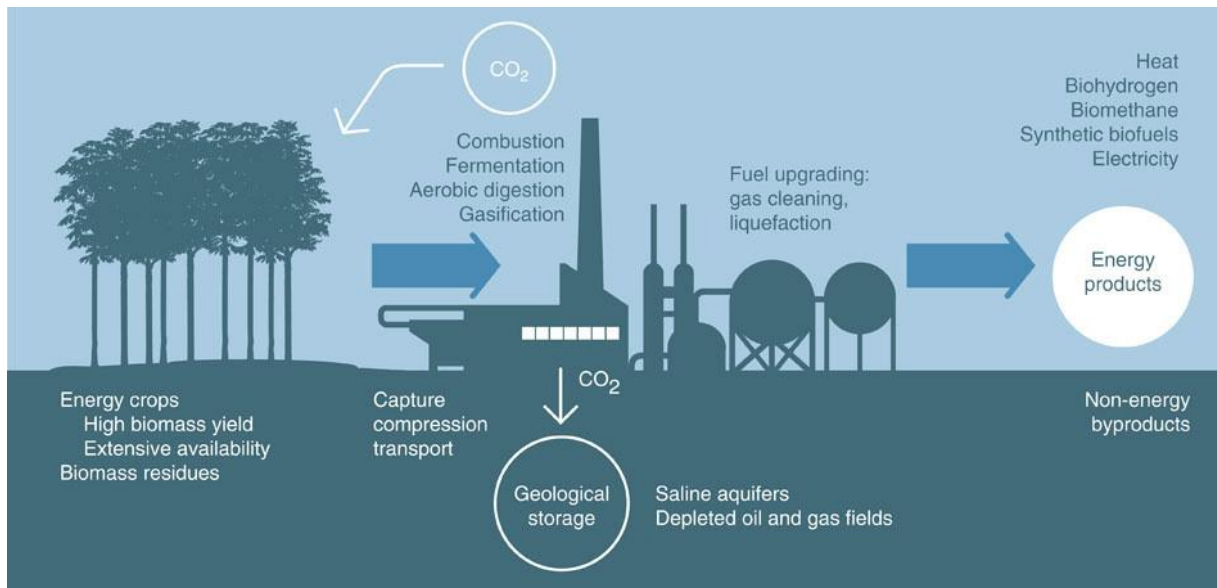 CO₂
Combustion
Fermentation
Aerobic digestion
Gasification
Fuel upgrading:
gas cleaning,
liquefaction
Heat
Biohydrogen
Biomethane
Synthetic biofuels
Electricity
Energy
products
Energy crops
High biomass yield
Extensive availability
Biomass residues
Capture
compression
transport
CO₂
Geological
storage
Saline aquifers
Depleted oil and gas fields
Non-energy
byproducts